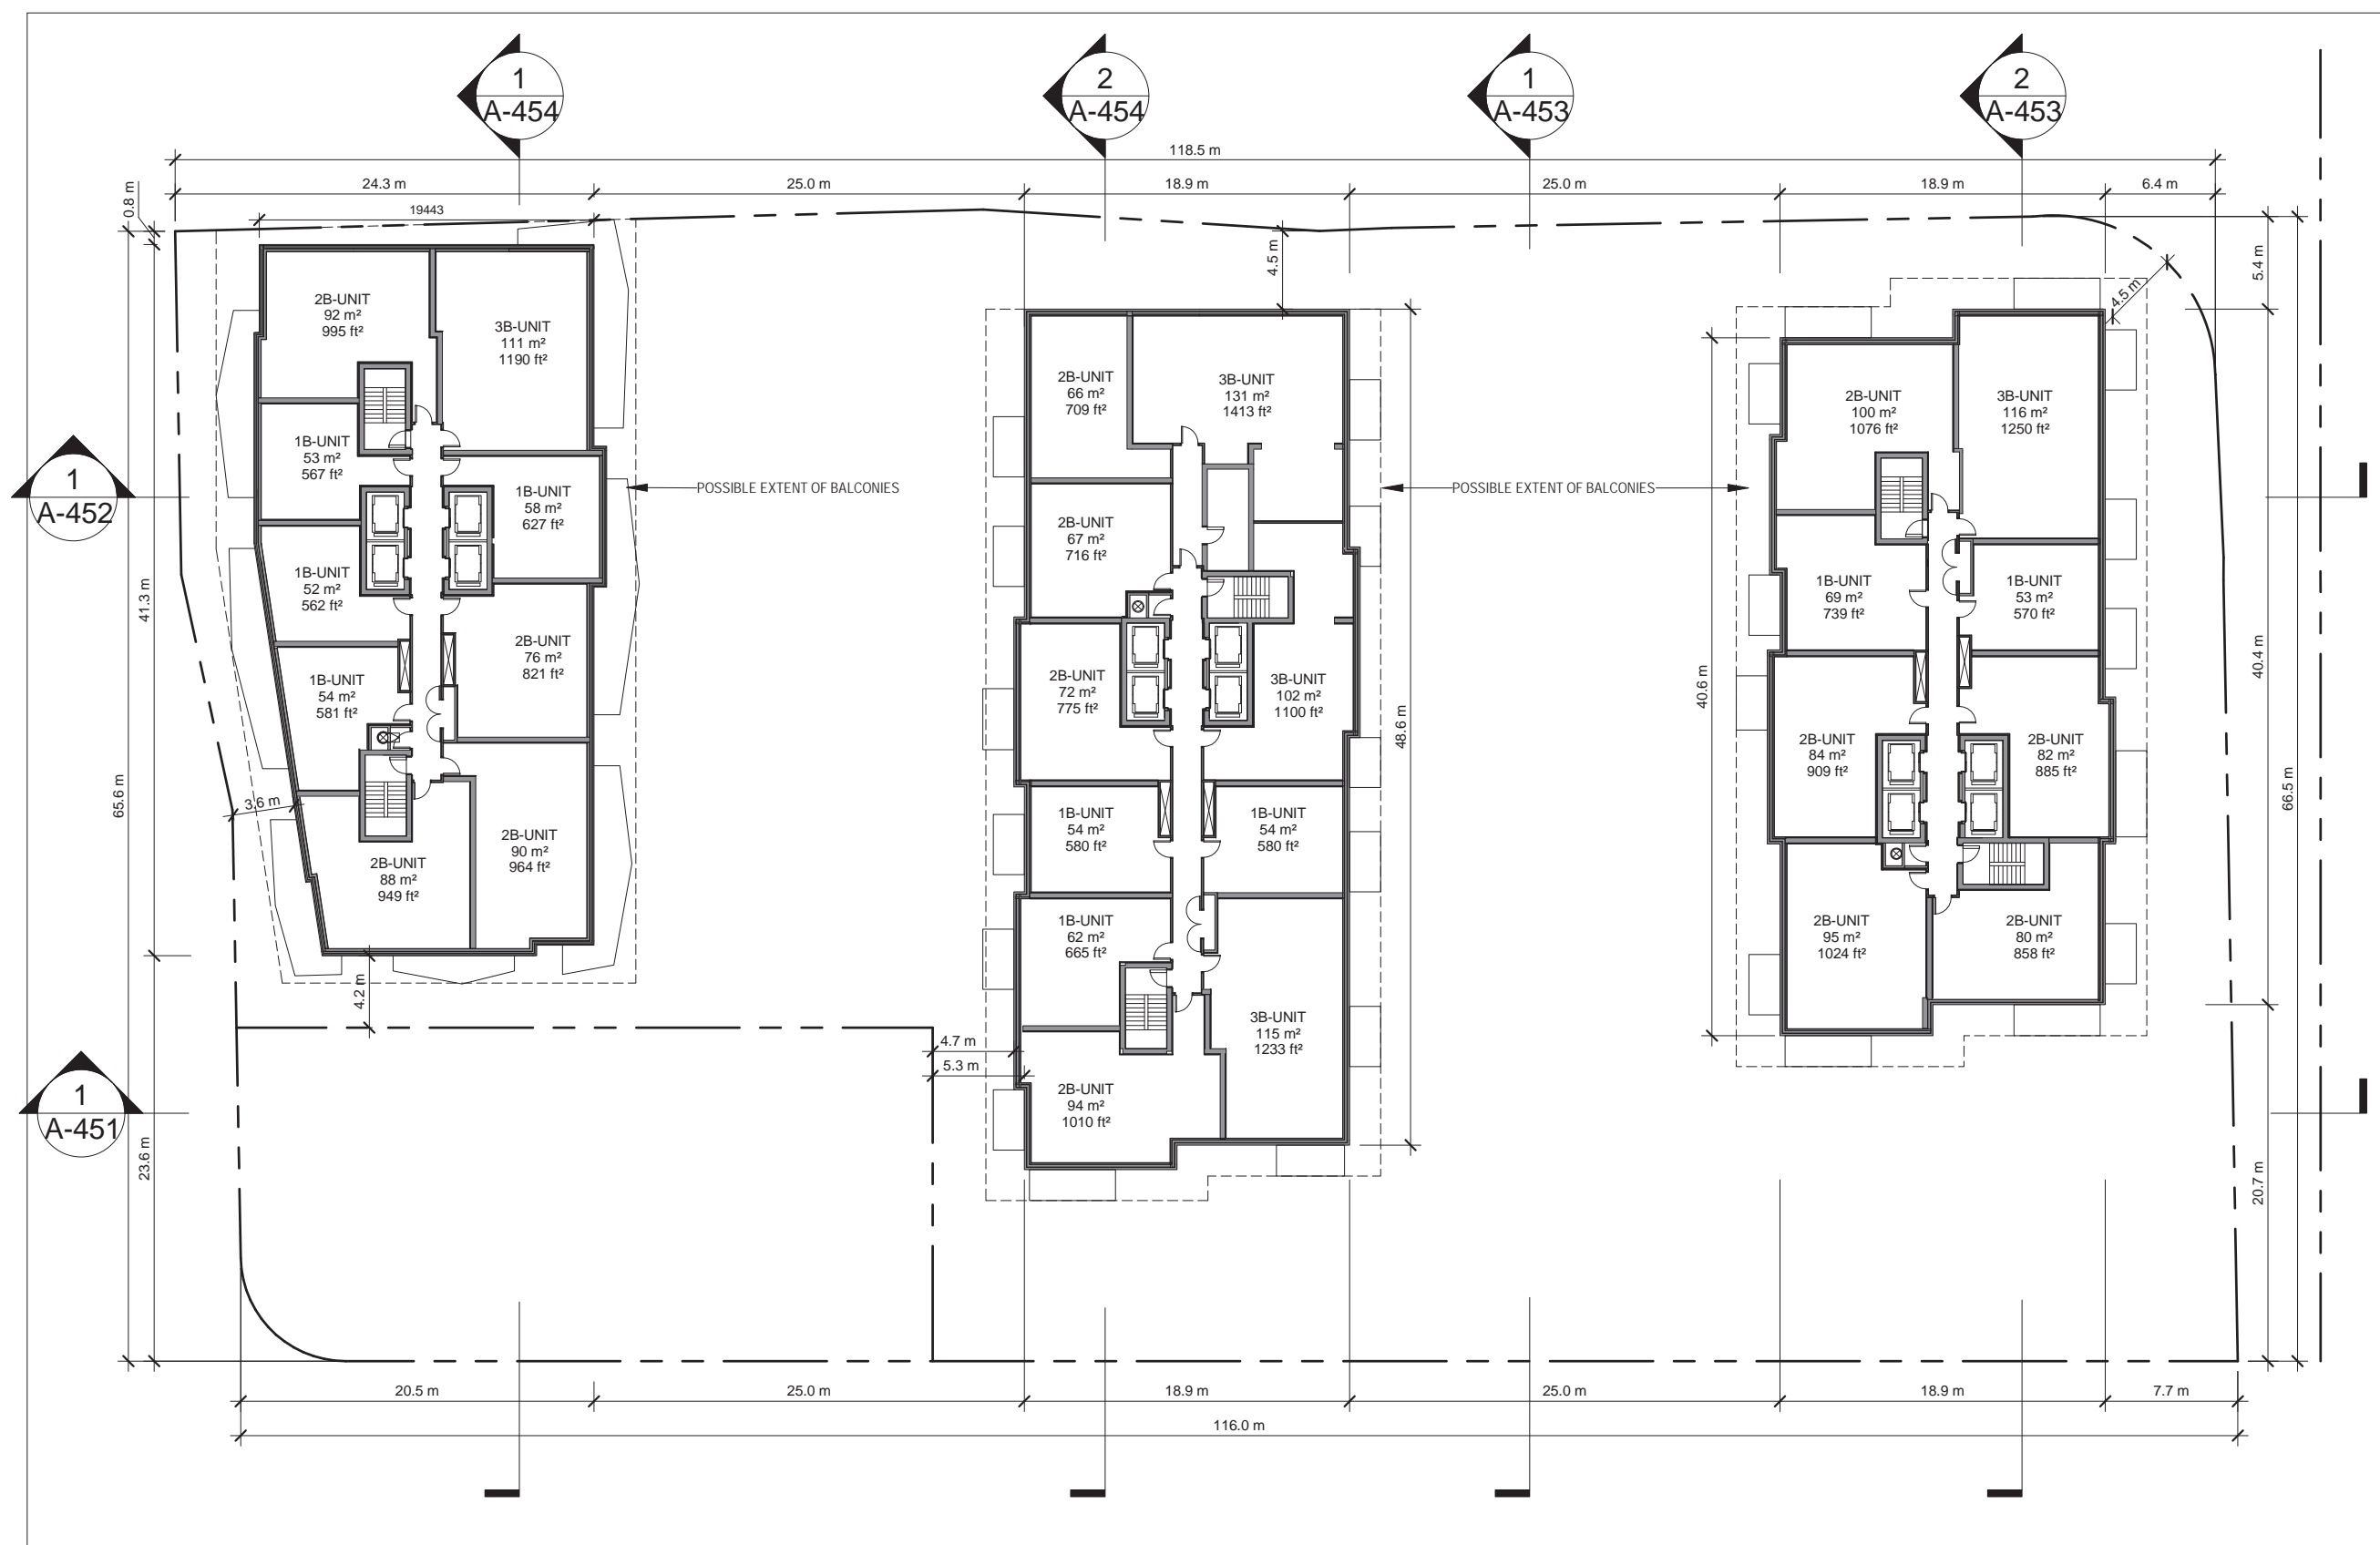 1
A-454
2
A-454
1
A-453
2
A-453
118.5 m
24.3 m
25.0 m
18.9 m
25.0 m
18.9 m
6.4 m
0.8 m
19443
4.5 m
5.4 m
4.5 m
2B-UNIT
92 m²
995 ft²
3B-UNIT
111 m²
1190 ft²
1B-UNIT
53 m²
567 ft²
1B-UNIT
58 m²
627 ft²
1B-UNIT
52 m²
562 ft²
2B-UNIT
76 m²
821 ft²
1B-UNIT
54 m²
581 ft²
2B-UNIT
90 m²
964 ft²
2B-UNIT
88 m²
949 ft²
POSSIBLE EXTENT OF BALCONIES
2B-UNIT
66 m²
709 ft²
3B-UNIT
131 m²
1413 ft²
2B-UNIT
67 m²
716 ft²
2B-UNIT
72 m²
775 ft²
3B-UNIT
102 m²
1100 ft²
1B-UNIT
54 m²
580 ft²
1B-UNIT
54 m²
580 ft²
1B-UNIT
62 m²
665 ft²
3B-UNIT
115 m²
1233 ft²
2B-UNIT
94 m²
1010 ft²
POSSIBLE EXTENT OF BALCONIES
2B-UNIT
100 m²
1076 ft²
3B-UNIT
116 m²
1250 ft²
1B-UNIT
69 m²
739 ft²
1B-UNIT
53 m²
570 ft²
2B-UNIT
84 m²
909 ft²
2B-UNIT
82 m²
885 ft²
2B-UNIT
95 m²
1024 ft²
2B-UNIT
80 m²
858 ft²
1
A-452
1
A-451
41.3 m
65.6 m
23.6 m
3.6 m
4.2 m
4.7 m
5.3 m
48.6 m
40.6 m
40.4 m
66.5 m
20.7 m
20.5 m
25.0 m
18.9 m
25.0 m
18.9 m
7.7 m
116.0 m